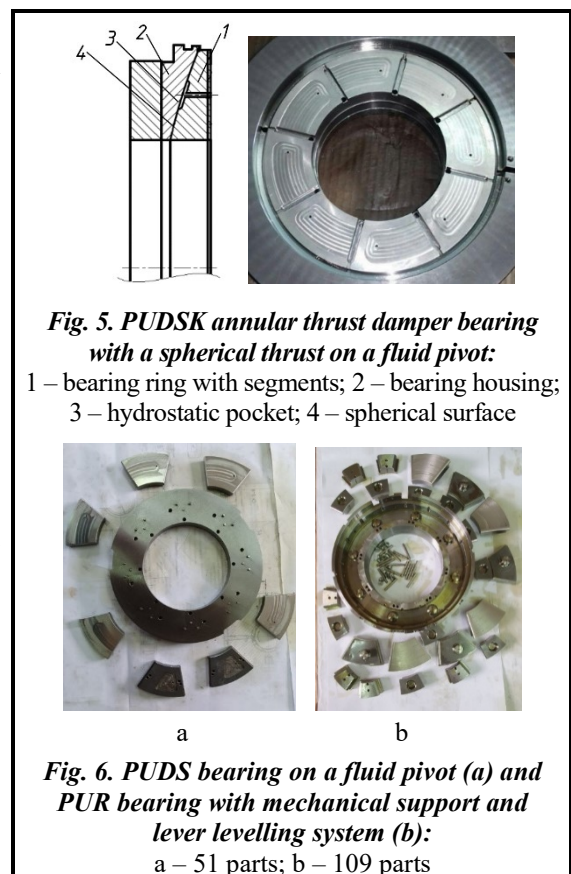 4 3 2 1
Fig. 5. PUDSK annular thrust damper bearing
with a spherical thrust on a fluid pivot:
1 – bearing ring with segments; 2 – bearing housing;
3 – hydrostatic pocket; 4 – spherical surface
a b
Fig. 6. PUDS bearing on a fluid pivot (a) and
PUR bearing with mechanical support and
lever levelling system (b):
a – 51 parts; b – 109 parts